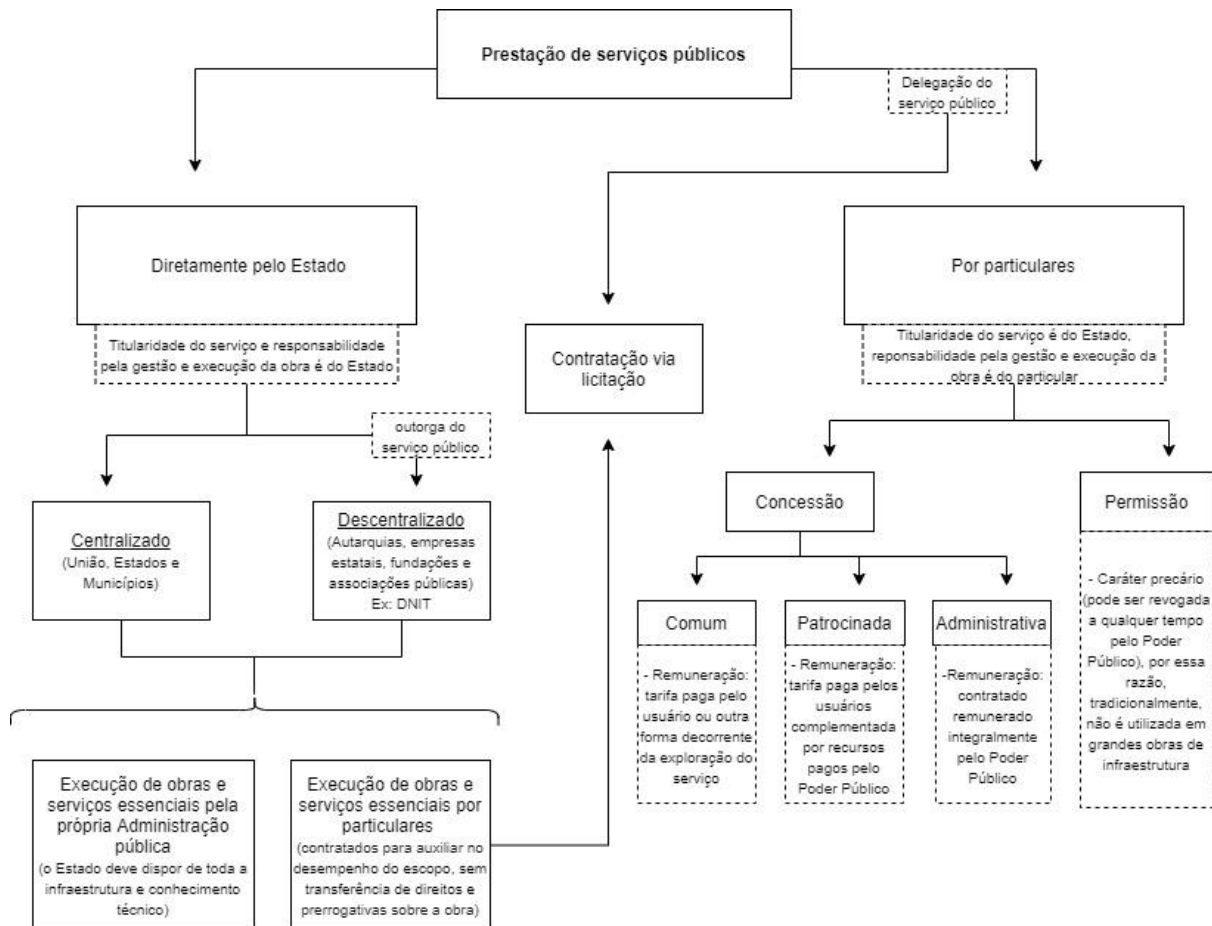 Prestação de serviços públicos
Delegação do
serviço público
Diretamente pelo Estado
Titularidade do serviço e responsabilidade
pela gestão e execução da obra é do Estado
Contratação via
licitação
Por particulares
Titularidade do serviço é do Estado,
reponsabilidade pela gestão e execução da
obra é do particular
outorga do
serviço público
Centralizado
(União, Estados e
Municípios)
Descentralizado
(Autarquias, empresas
estatais, fundações e
associações públicas)
Ex: DNIT
Concessão
Permissão
- Caráter precário
(pode ser revogada
a qualquer tempo
pelo Poder
Público), por essa
razão,
tradicionalmente,
não é utilizada em
grandes obras de
infraestrutura
Comum
- Remuneração:
tarifa paga pelo
usuário ou outra
forma decorrente
da exploração do
serviço
Patrocinada
- Remuneração:
tarifa paga pelos
usuários
complementada
por recursos
pagos pelo
Poder Público
Administrativa
-Remuneração:
contratado
remunerado
integralmente
pelo Poder
Público
Execução de obras e
serviços essenciais pela
própria Administração
pública
(o Estado deve dispor de toda a
infraestrutura e conhecimento
técnico)
Execução de obras e
serviços essenciais por
particulares
(contratados para auxiliar no
desempenho do escopo, sem
transferência de direitos e
prerrogativas sobre a obra)